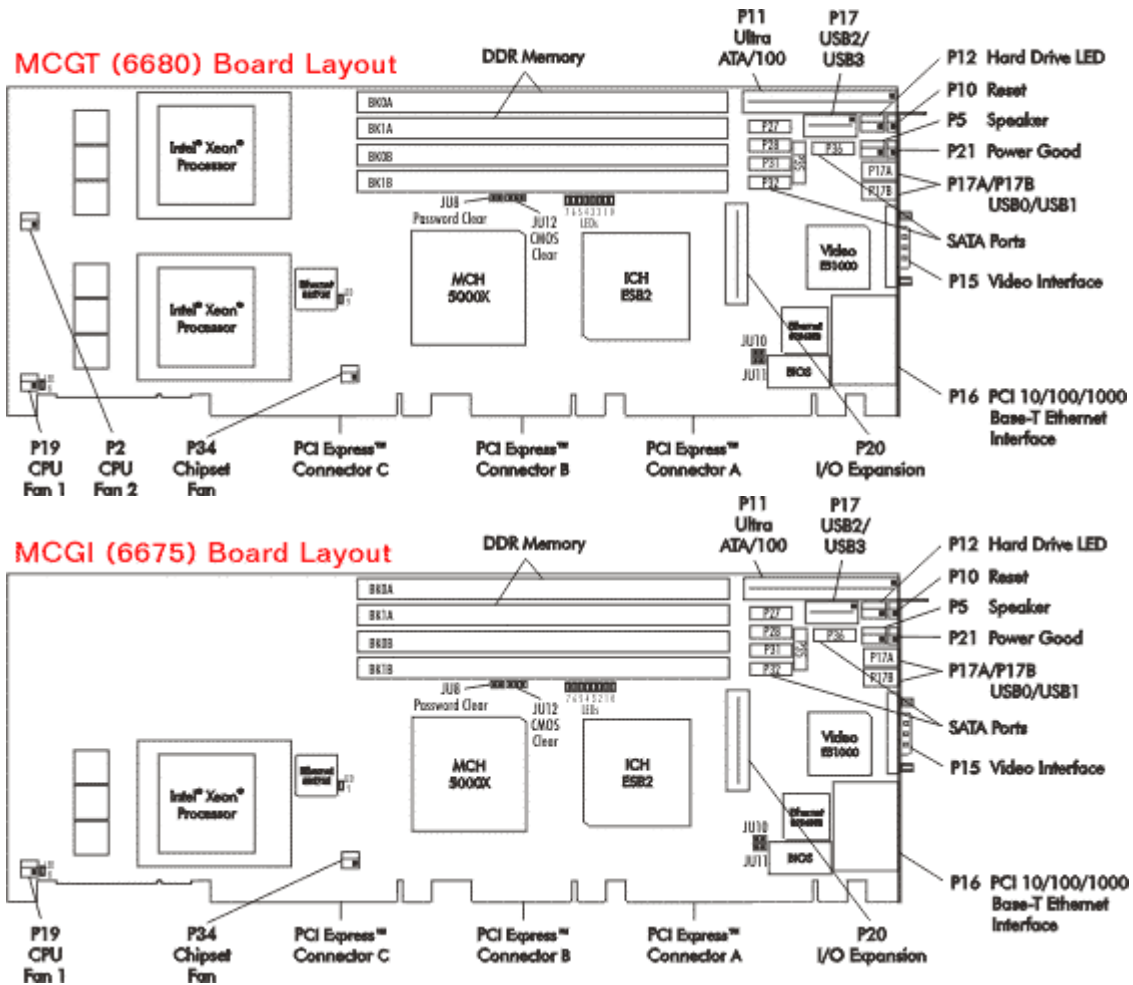 MCGT (6680) Board Layout
DDR Memory
P11
Ultra
ATA/100
P17
USB2/
USB3
P12 Hard Drive LED
P10 Reset
P5 Speaker
P21 Power Good
P17A/P17B
USB0/USB1
SATA Ports
P15 Video Interface
P16 PCI 10/100/1000
Base-T Ethernet
Interface
BK0A
BK1A
BK0B
BK1B
P27
P28
P31
P32
P36
P17A
P17B
Intel® Xeon®
Processor
JU8
Password Clear
JU12
CMOS
Clear
LEDs
MCH
5000X
ICH
ESB2
Video
ES1000
Intel® Xeon®
Processor
Ethernet
Ethernet
JU10
JU11
BIOS
P19
CPU
Fan 1
P2
CPU
Fan 2
P34
Chipset
Fan
PCI Express™
Connector C
PCI Express™
Connector B
PCI Express™
Connector A
P20
I/O Expansion
MCGI (6675) Board Layout
DDR Memory
P11
Ultra
ATA/100
P17
USB2/
USB3
P12 Hard Drive LED
P10 Reset
P5 Speaker
P21 Power Good
P17A/P17B
USB0/USB1
SATA Ports
P15 Video Interface
P16 PCI 10/100/1000
Base-T Ethernet
Interface
BK0A
BK1A
BK0B
BK1B
P27
P28
P31
P32
P36
P17A
P17B
JU8
Password Clear
JU12
CMOS
Clear
LEDs
MCH
5000X
ICH
ESB2
Video
ES1000
Intel® Xeon®
Processor
Ethernet
Ethernet
JU10
JU11
BIOS
P19
CPU
Fan 1
P34
Chipset
Fan
PCI Express™
Connector C
PCI Express™
Connector B
PCI Express™
Connector A
P20
I/O Expansion